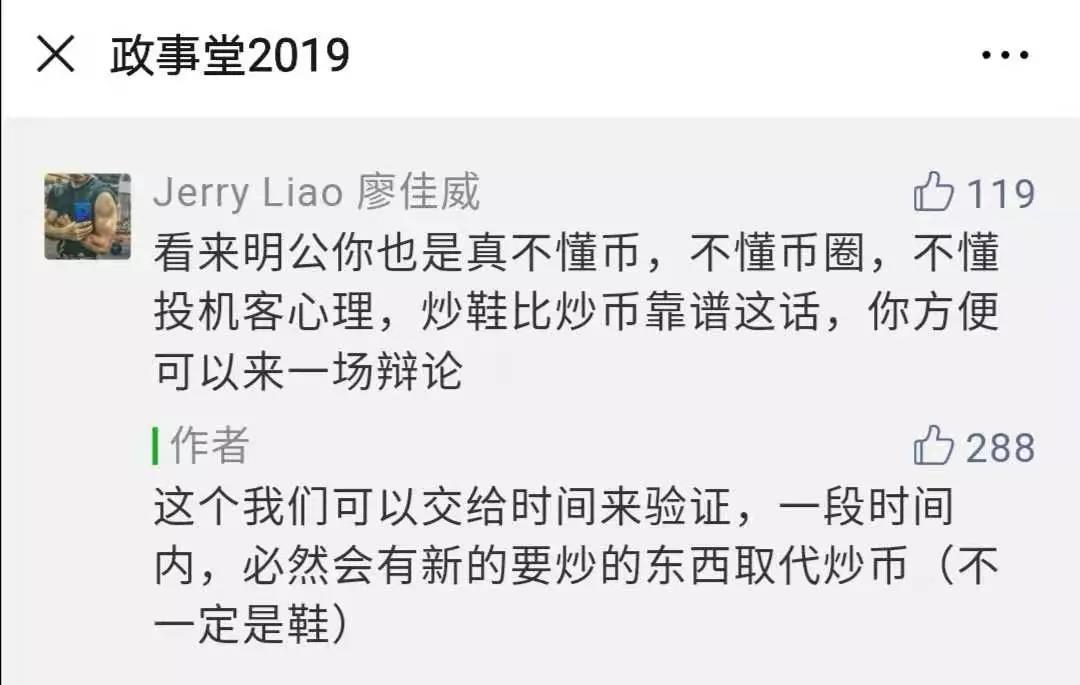 政事堂2019
Jerry Liao 廖佳威
119
看来明公你也是真不懂币，不懂币圈，不懂
投机客心理，炒鞋比炒币靠谱这话，你方便
可以来一场辩论
作者
288
这个我们可以交给时间来验证，一段时间
内，必然会有新的要炒的东西取代炒币（不
一定是鞋）